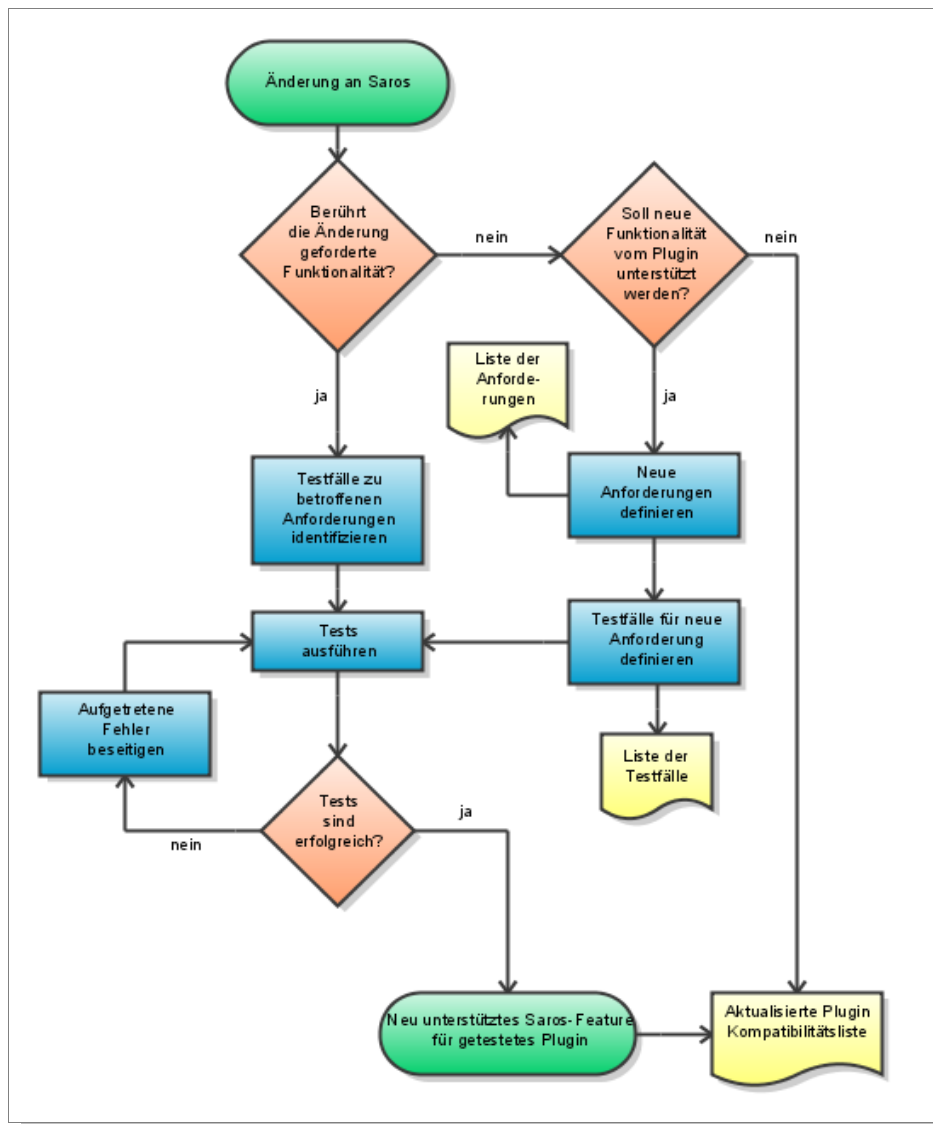 Änderung an Saros
Berührt
die Änderung
geforderte
Funktionalität?
nein
Soll neue
Funktionalität
vom Plugin
unterstützt
werden?
nein
ja
Liste der
Anforde-
rungen
ja
Testfälle zu
betroffenen
Anforderungen
identifizieren
Neue
Anforderungen
definieren
Tests
ausführen
Testfälle für neue
Anforderung
definieren
Aufgetretene
Fehler
beseitigen
Liste der
Testfälle
Tests
sind
erfolgreich?
ja
nein
Neu unterstütztes Saros-Feature
für getestetes Plugin
Aktualisierte Plugin
Kompatibilitätsliste